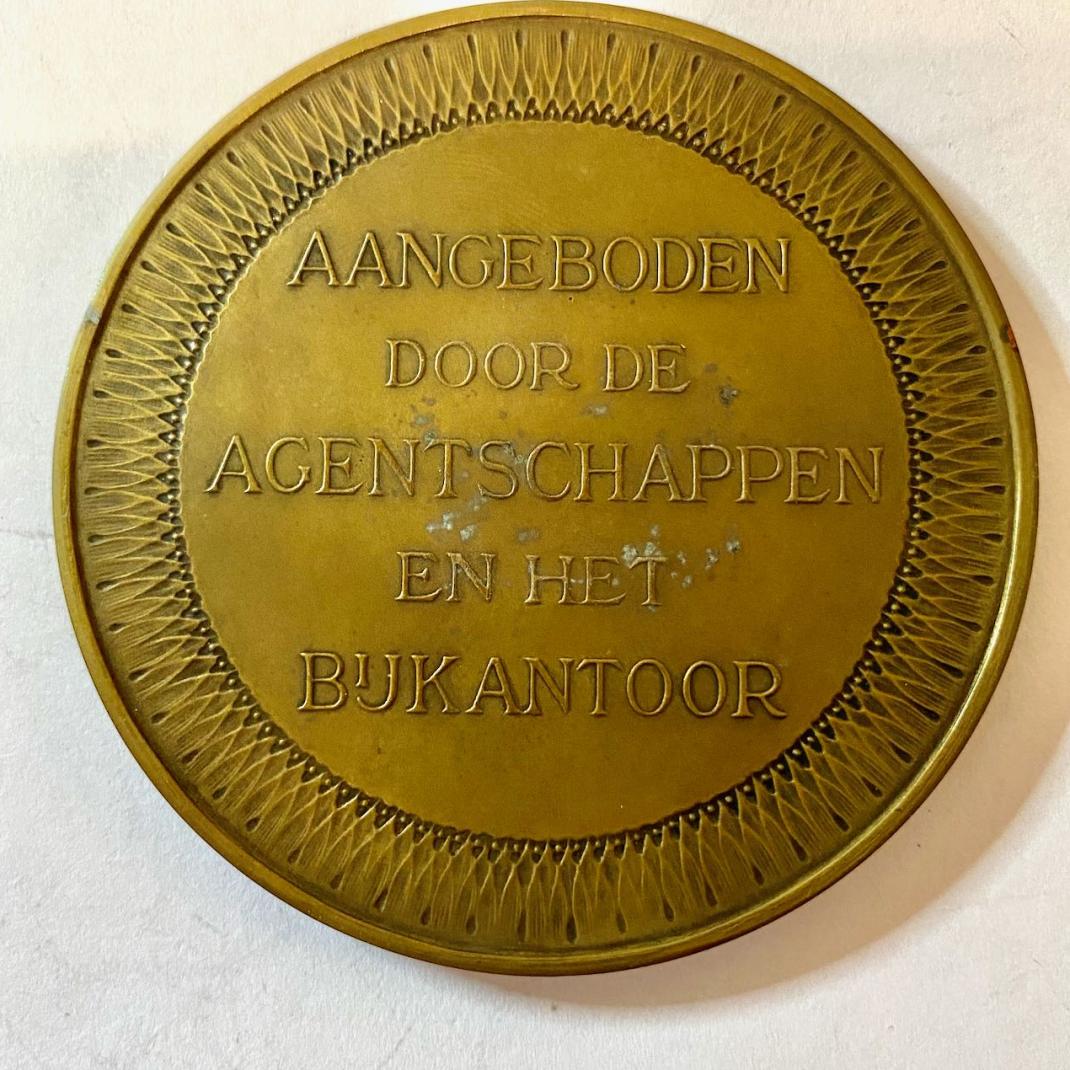 AANGEBODEN
DOOR DE
AGENTSCHAPPEN
EN HET
BIJKANTOOR